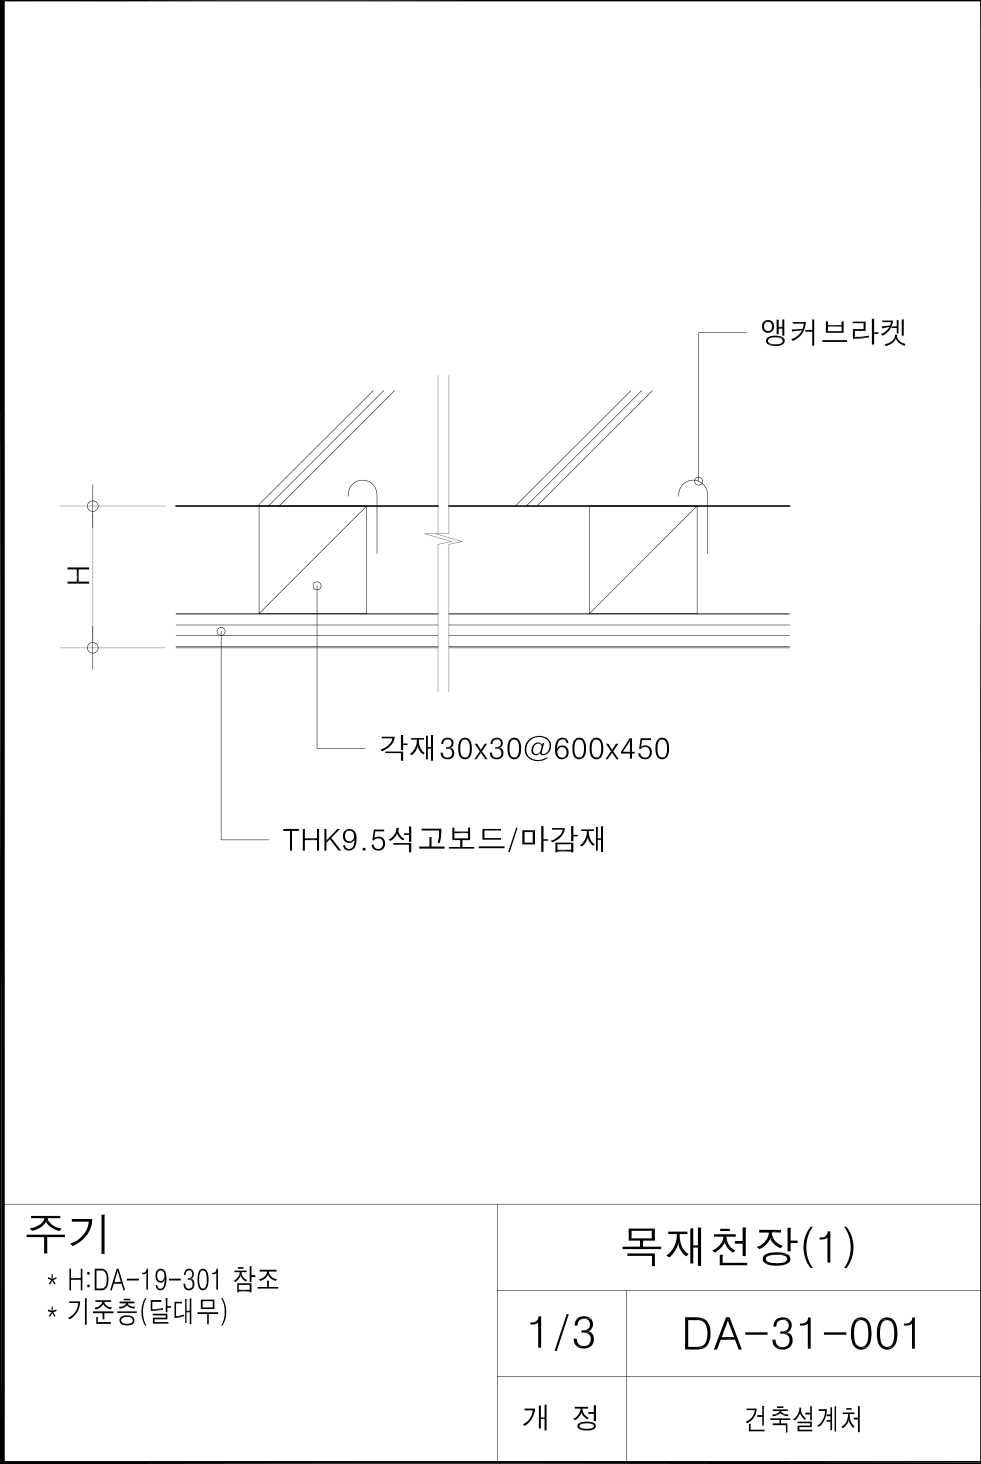 앵커브라켓
H
각재30x30@600x450
THK9.5석고보드/마감재
주기
* H:DA-19-301 참조
* 기준층(달대무)
목재천장(1)
1/3
DA-31-001
개 정
건축설계처